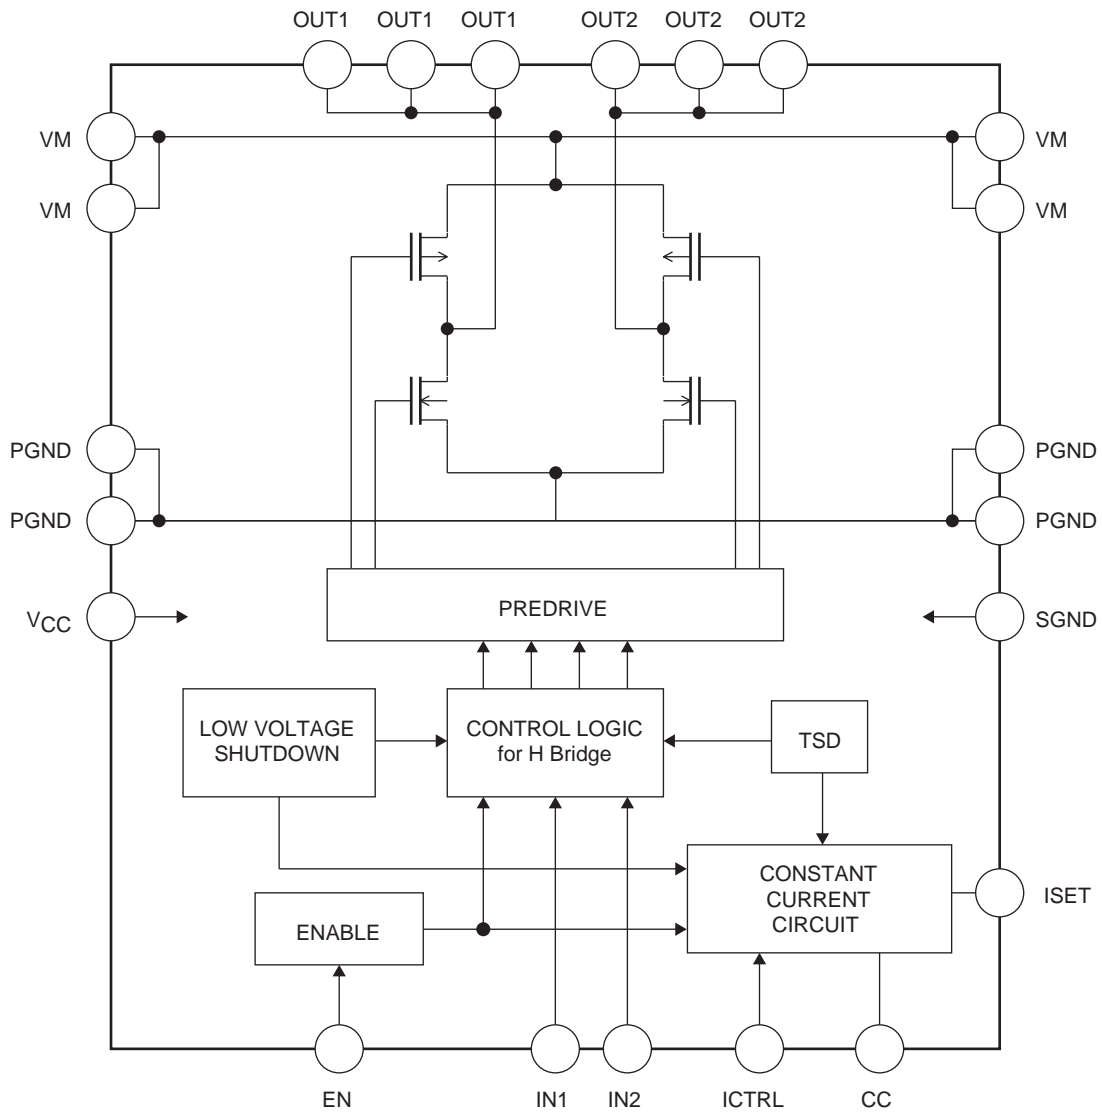 OUT1 OUT1 OUT1 OUT2 OUT2 OUT2
VM VM
VM VM
PGND PGND
PGND PGND
VCC SGND
PREDRIVE
LOW VOLTAGE
SHUTDOWN
CONTROL LOGIC
for H Bridge
TSD
CONSTANT
CURRENT
CIRCUIT
ISET
ENABLE
EN IN1 IN2 ICTRL CC